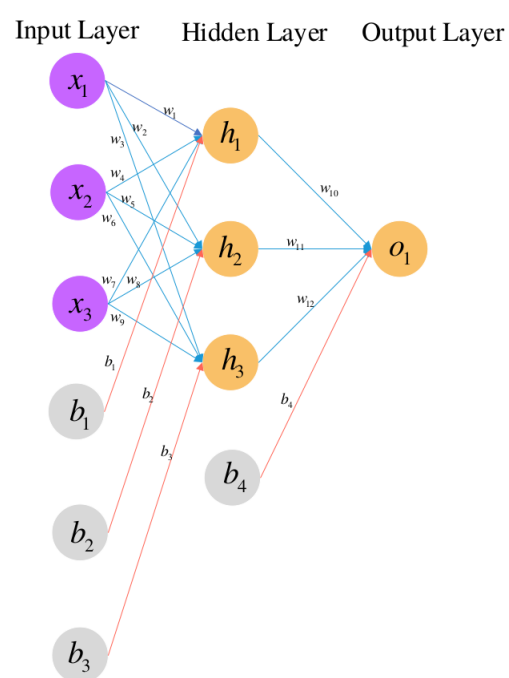 Input Layer
Hidden Layer
Output Layer
x₁
w₁
h₁
w₂
w₃
w₄
x₂
w₅
w₆
w₁₀
h₂
w₁₁
o₁
w₇
w₈
x₃
w₉
w₁₂
b₁
h₃
b₂
b₁
b₄
b₃
b₄
b₂
b₃